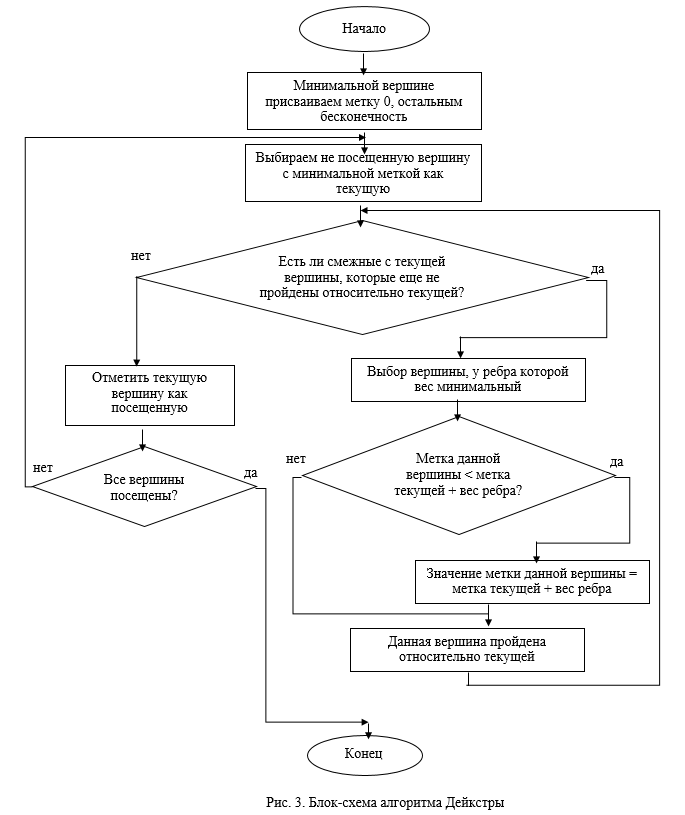 Начало
Минимальной вершине
присваиваем метку 0, остальным
бесконечность
Выбираем не посещенную вершину
с минимальной меткой как
текущую
нет
Есть ли смежные с текущей
вершины, которые еще не
пройдены относительно текущей?
да
Отметить текущую
вершину как
посещенную
Выбор вершины, у ребра которой
вес минимальный
нет
Все вершины
посещены?
да
нет
Метка данной
вершины < метка
текущей + вес ребра?
да
Значение метки данной вершины =
метка текущей + вес ребра
Данная вершина пройдена
относительно текущей
Конец
Рис. 3. Блок-схема алгоритма Дейкстры